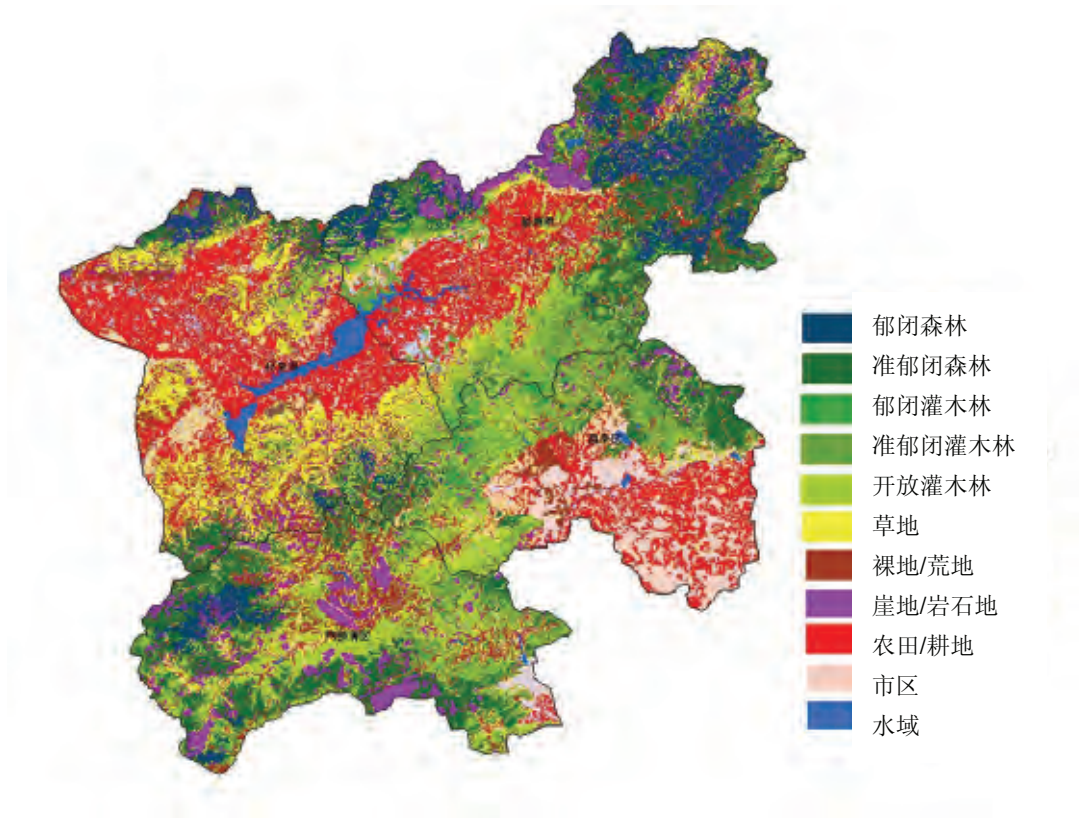 郁闭森林
准郁闭森林
郁闭灌木林
准郁闭灌木林
开放灌木林
草地
裸地/荒地
崖地/岩石地
农田/耕地
市区
水域